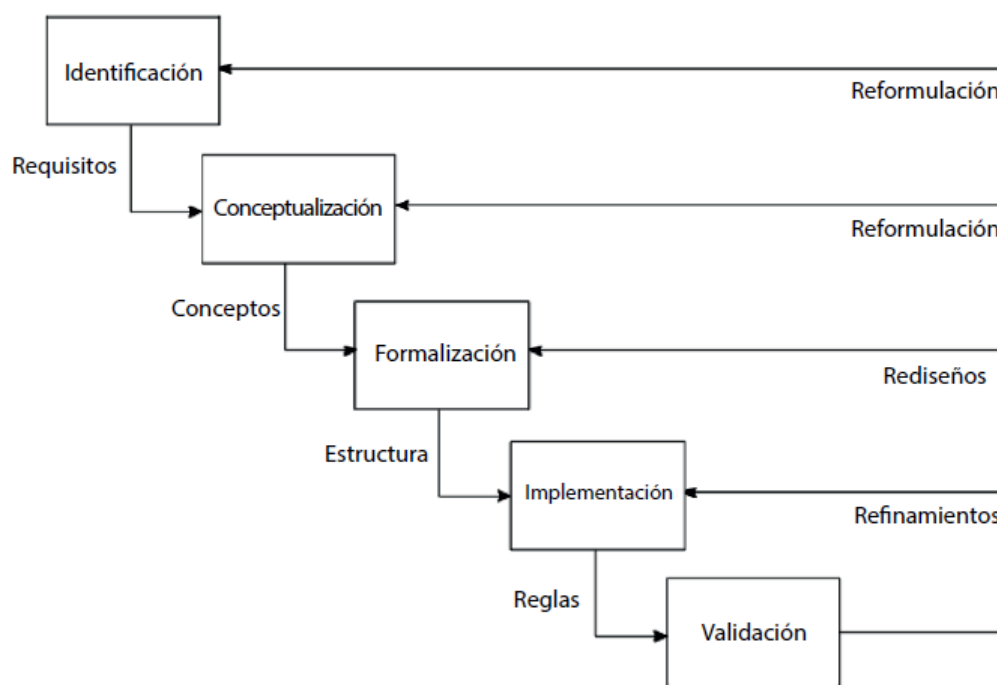 Identificación
Reformulación
Requisitos
Conceptualización
Reformulación
Conceptos
Formalización
Rediseños
Estructura
Implementación
Refinamientos
Reglas
Validación